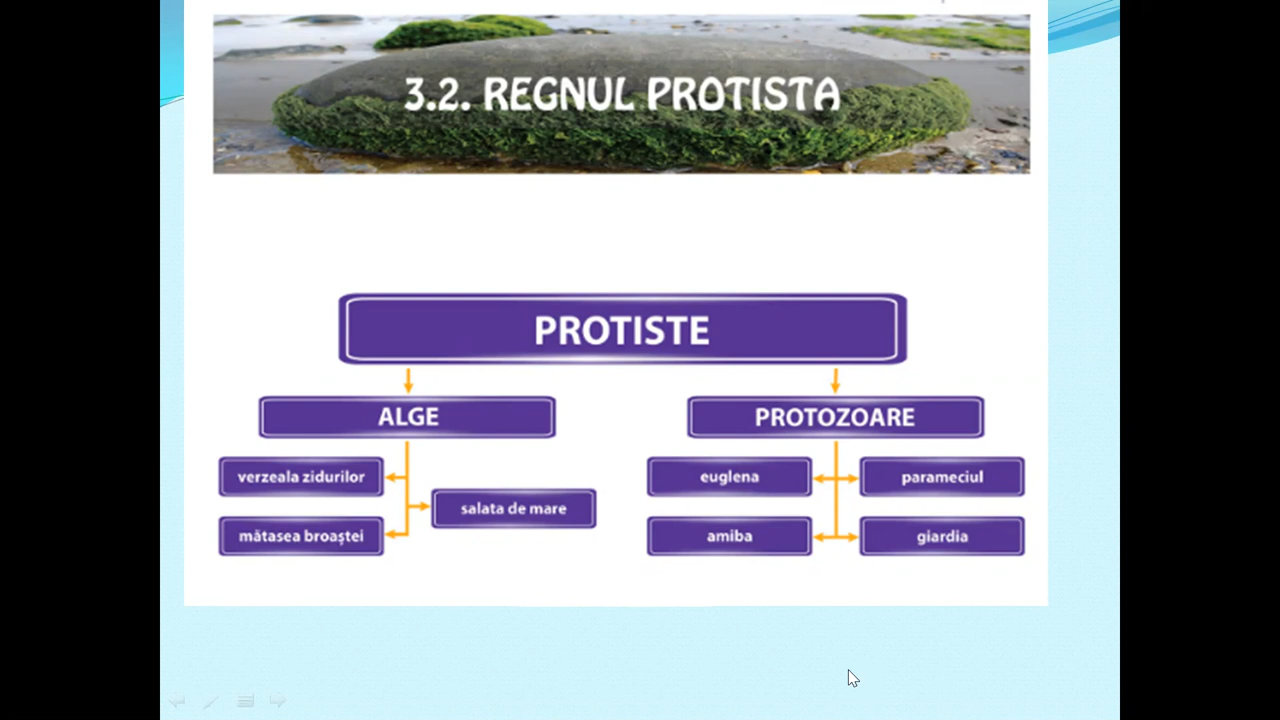 3.2. REGNUL PROTISTA
PROTISTE
ALGE
verzeala zidurilor
salata de mare
mătasea broaștei
PROTOZOARE
euglena
parameciul
amiba
giardia